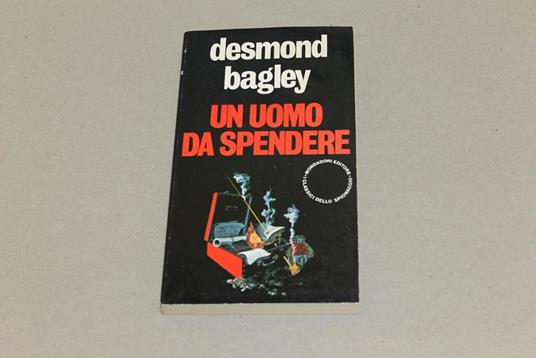 desmond
bagley
UN UOMO
DA SPENDERE
MONDADORI EDITORE
I CLASSICI DELLO SPIONAGGIO